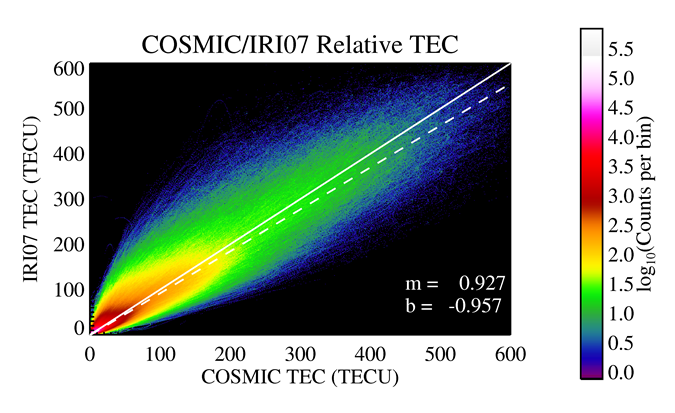 COSMIC/IRI07 Relative TEC
600
500
400
300
200
100
0
IRI07 TEC (TECU)
m = 0.927
b = -0.957
0 100 200 300 400 500 600
COSMIC TEC (TECU)
5.5
5.0
4.5
4.0
3.5
3.0
2.5
2.0
1.5
1.0
0.5
0.0
log₁₀(Counts per bin)